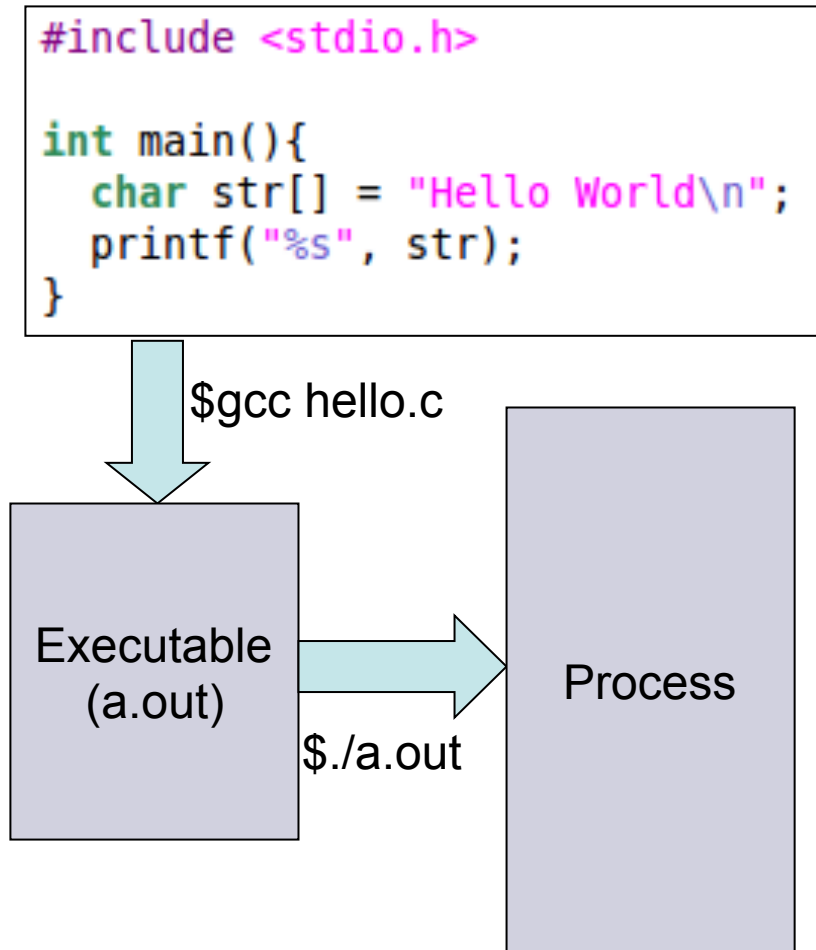 #include <stdio.h>
int main(){
  char str[] = "Hello World\n";
  printf("%s", str);
}
$gcc hello.c
Executable
(a.out)
$./a.out
Process